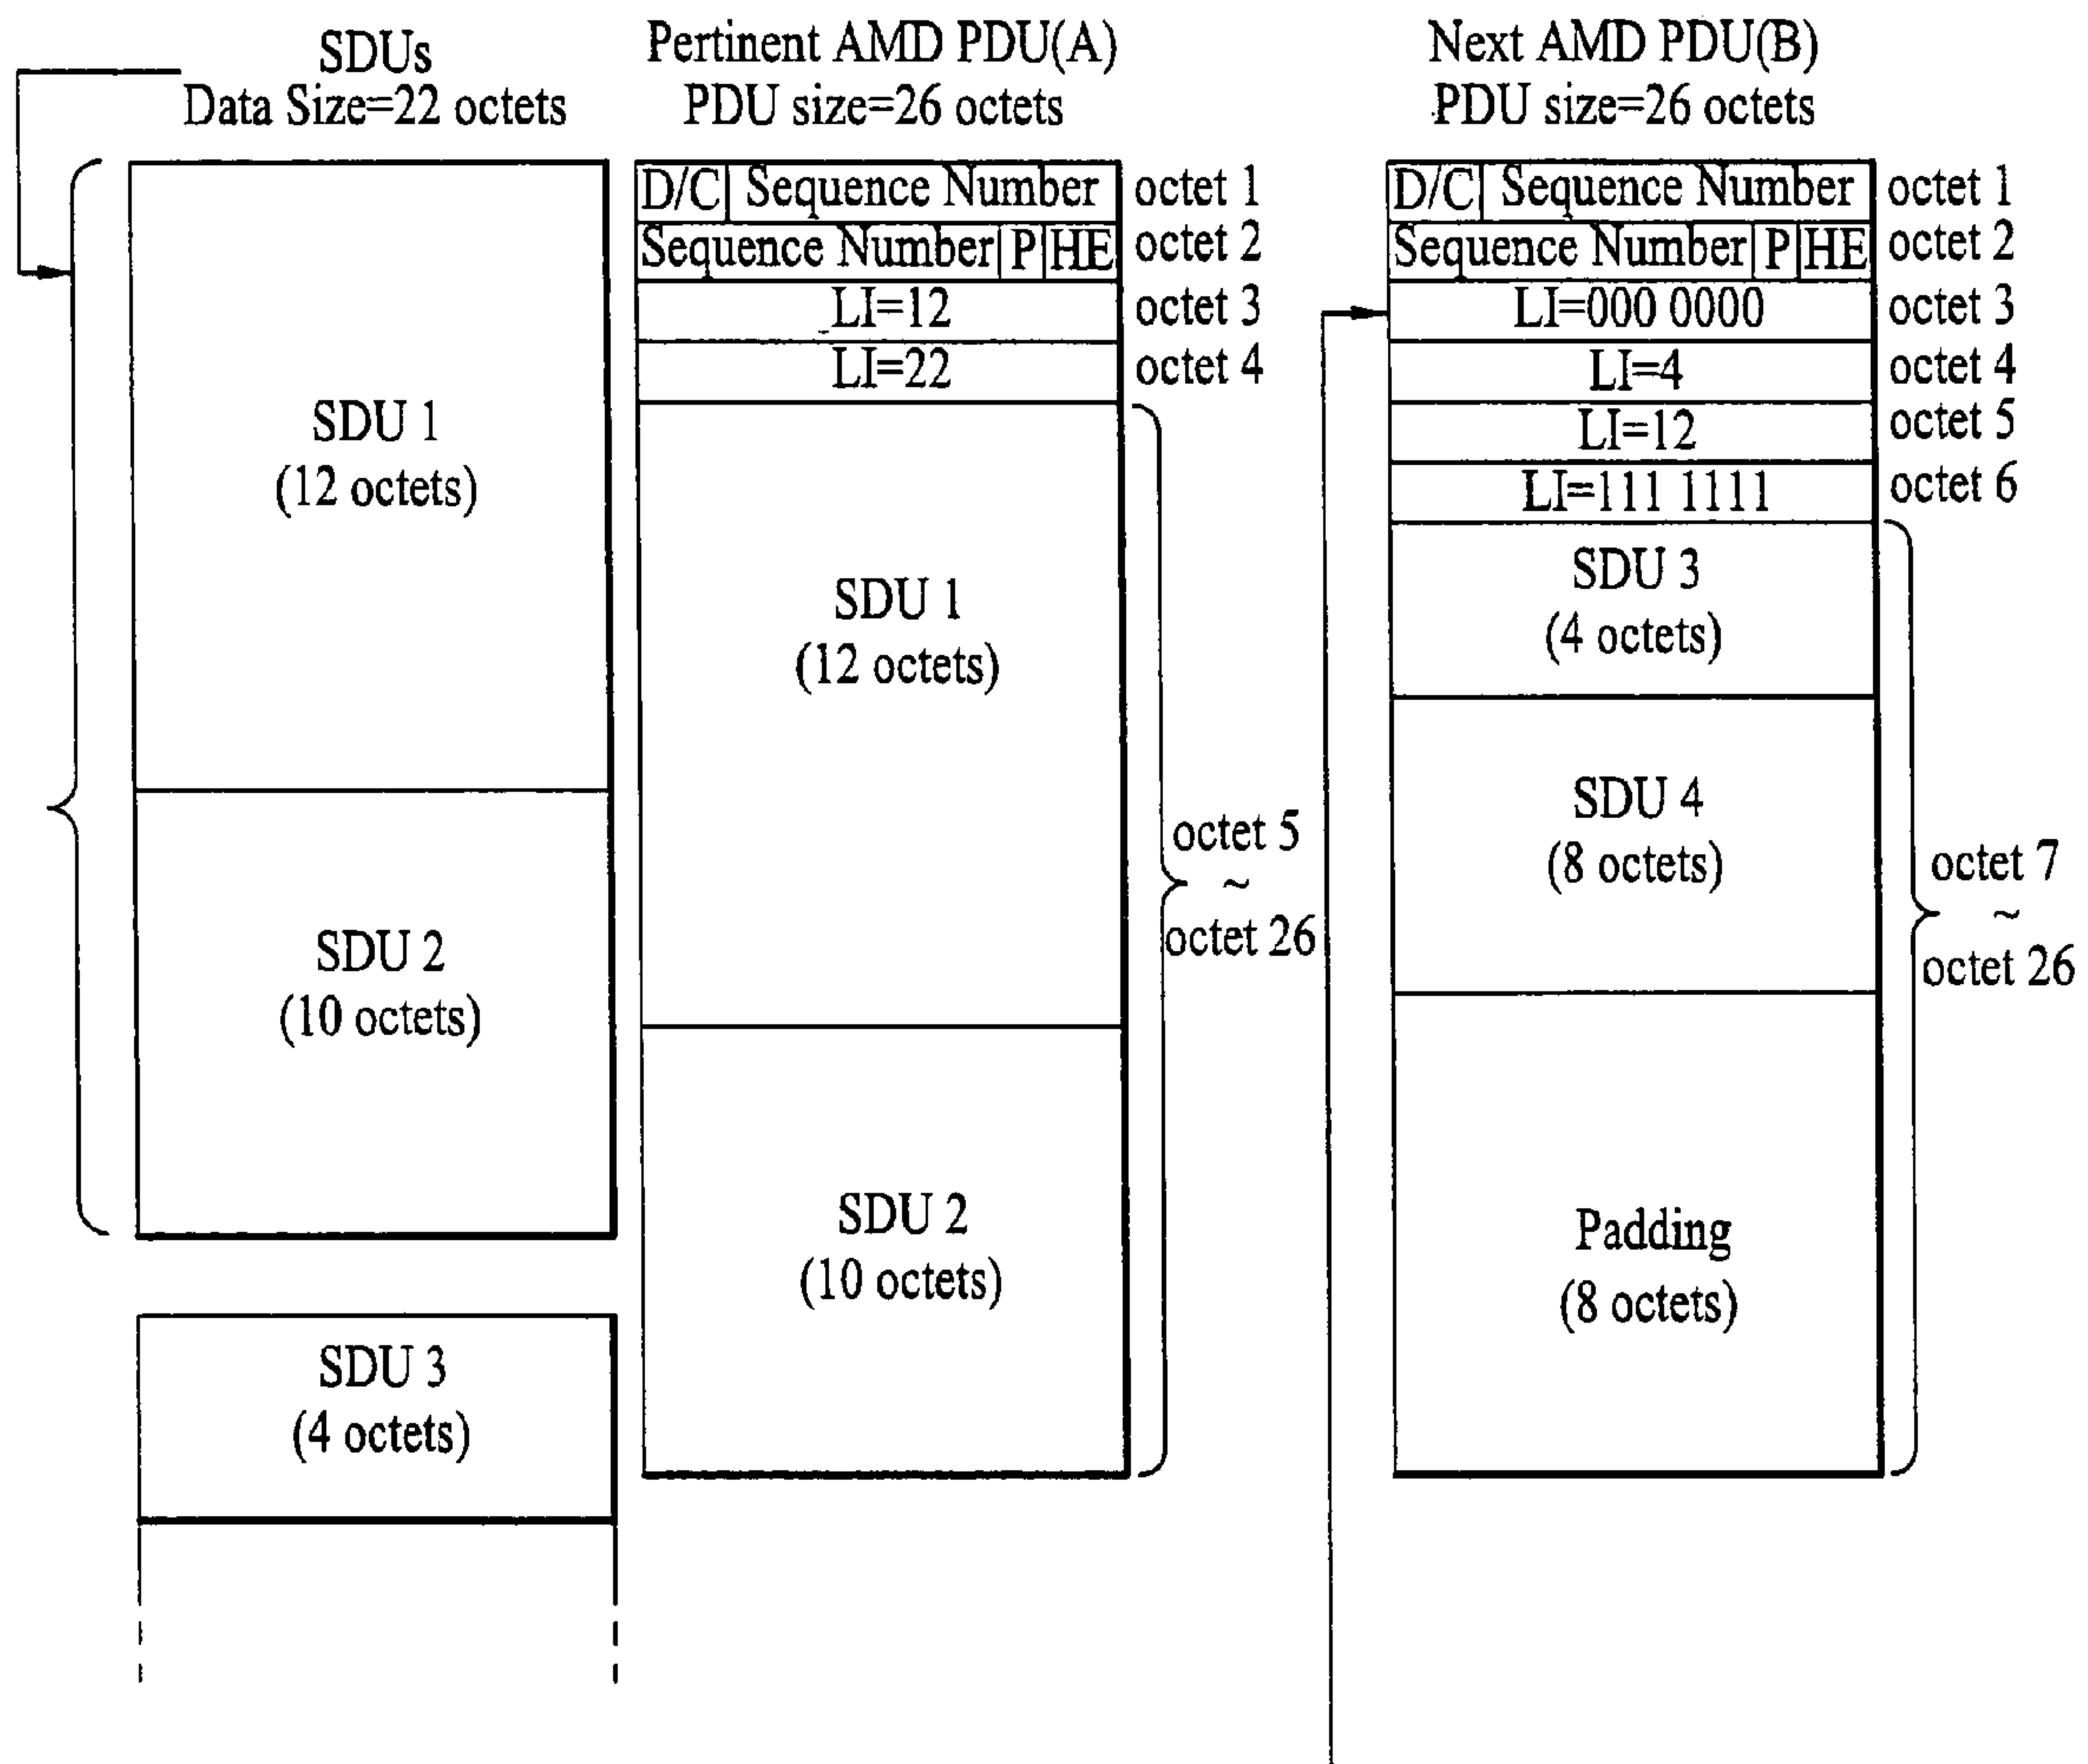 SDUs
Data Size=22 octets
SDU 1
(12 octets)
SDU 2
(10 octets)
SDU 3
(4 octets)
Pertinent AMD PDU(A)
PDU size=26 octets
D/C Sequence Number octet 1
Sequence Number P HE octet 2
LI=12 octet 3
LI=22 octet 4
SDU 1
(12 octets)
octet 5
~
octet 26
SDU 2
(10 octets)
Next AMD PDU(B)
PDU size=26 octets
D/C Sequence Number octet 1
Sequence Number P HE octet 2
LI=000 0000 octet 3
LI=4 octet 4
LI=12 octet 5
LI=111 1111 octet 6
SDU 3
(4 octets)
SDU 4
(8 octets)
octet 7
~
octet 26
Padding
(8 octets)